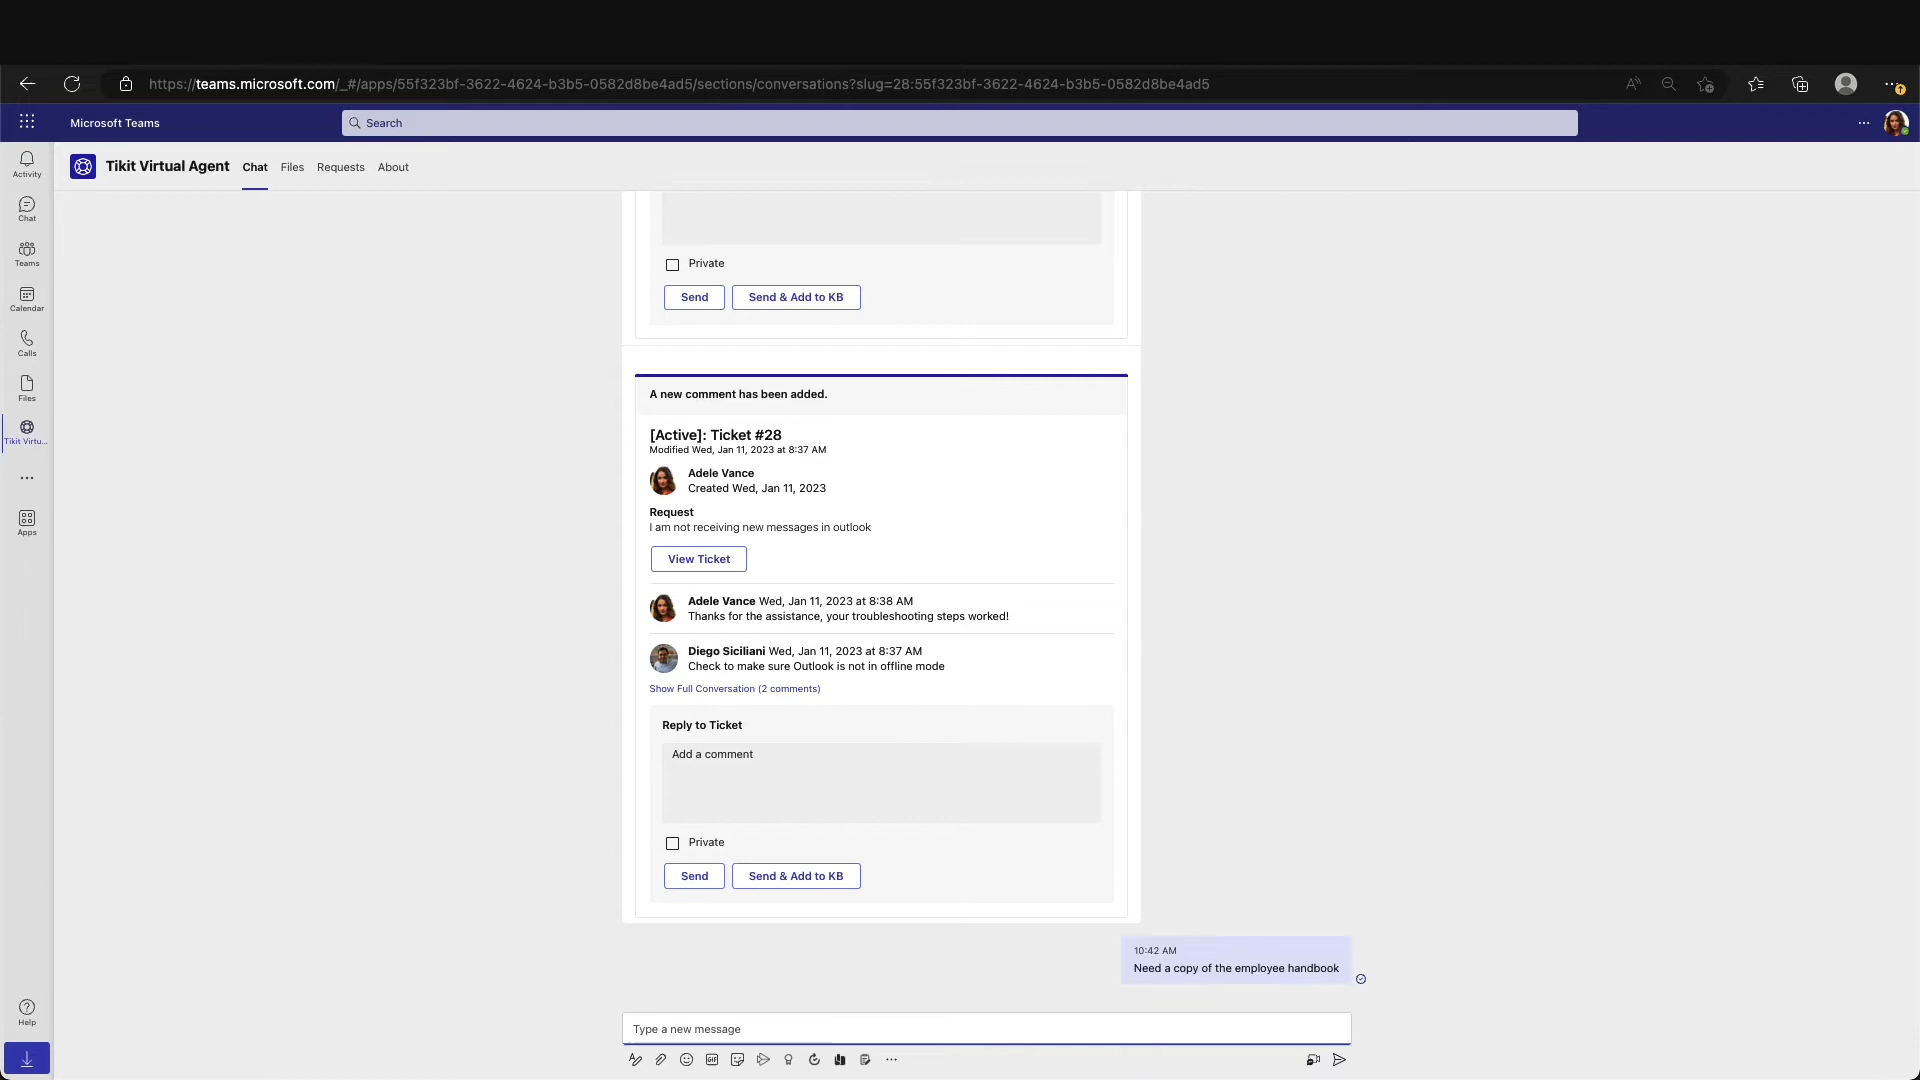 https://teams.microsoft.com/_#/apps/55f323bf-3622-4624-b3b5-0582d8be4ad5/sections/conversations?slug=28:55f323bf-3622-4624-b3b5-0582d8be4ad5
Microsoft Teams
Search
Tikit Virtual Agent
Chat
Files
Requests
About
Activity
Chat
Teams
Calendar
Calls
Files
Tikit Virtu...
Apps
Help
Private
Send
Send & Add to KB
A new comment has been added.
[Active]: Ticket #28
Modified Wed, Jan 11, 2023 at 8:37 AM
Adele Vance
Created Wed, Jan 11, 2023
Request
I am not receiving new messages in outlook
View Ticket
Adele Vance Wed, Jan 11, 2023 at 8:38 AM
Thanks for the assistance, your troubleshooting steps worked!
Diego Siciliani Wed, Jan 11, 2023 at 8:37 AM
Check to make sure Outlook is not in offline mode
Show Full Conversation (2 comments)
Reply to Ticket
Add a comment
Private
Send
Send & Add to KB
10:42 AM
Need a copy of the employee handbook
Type a new message
GIF